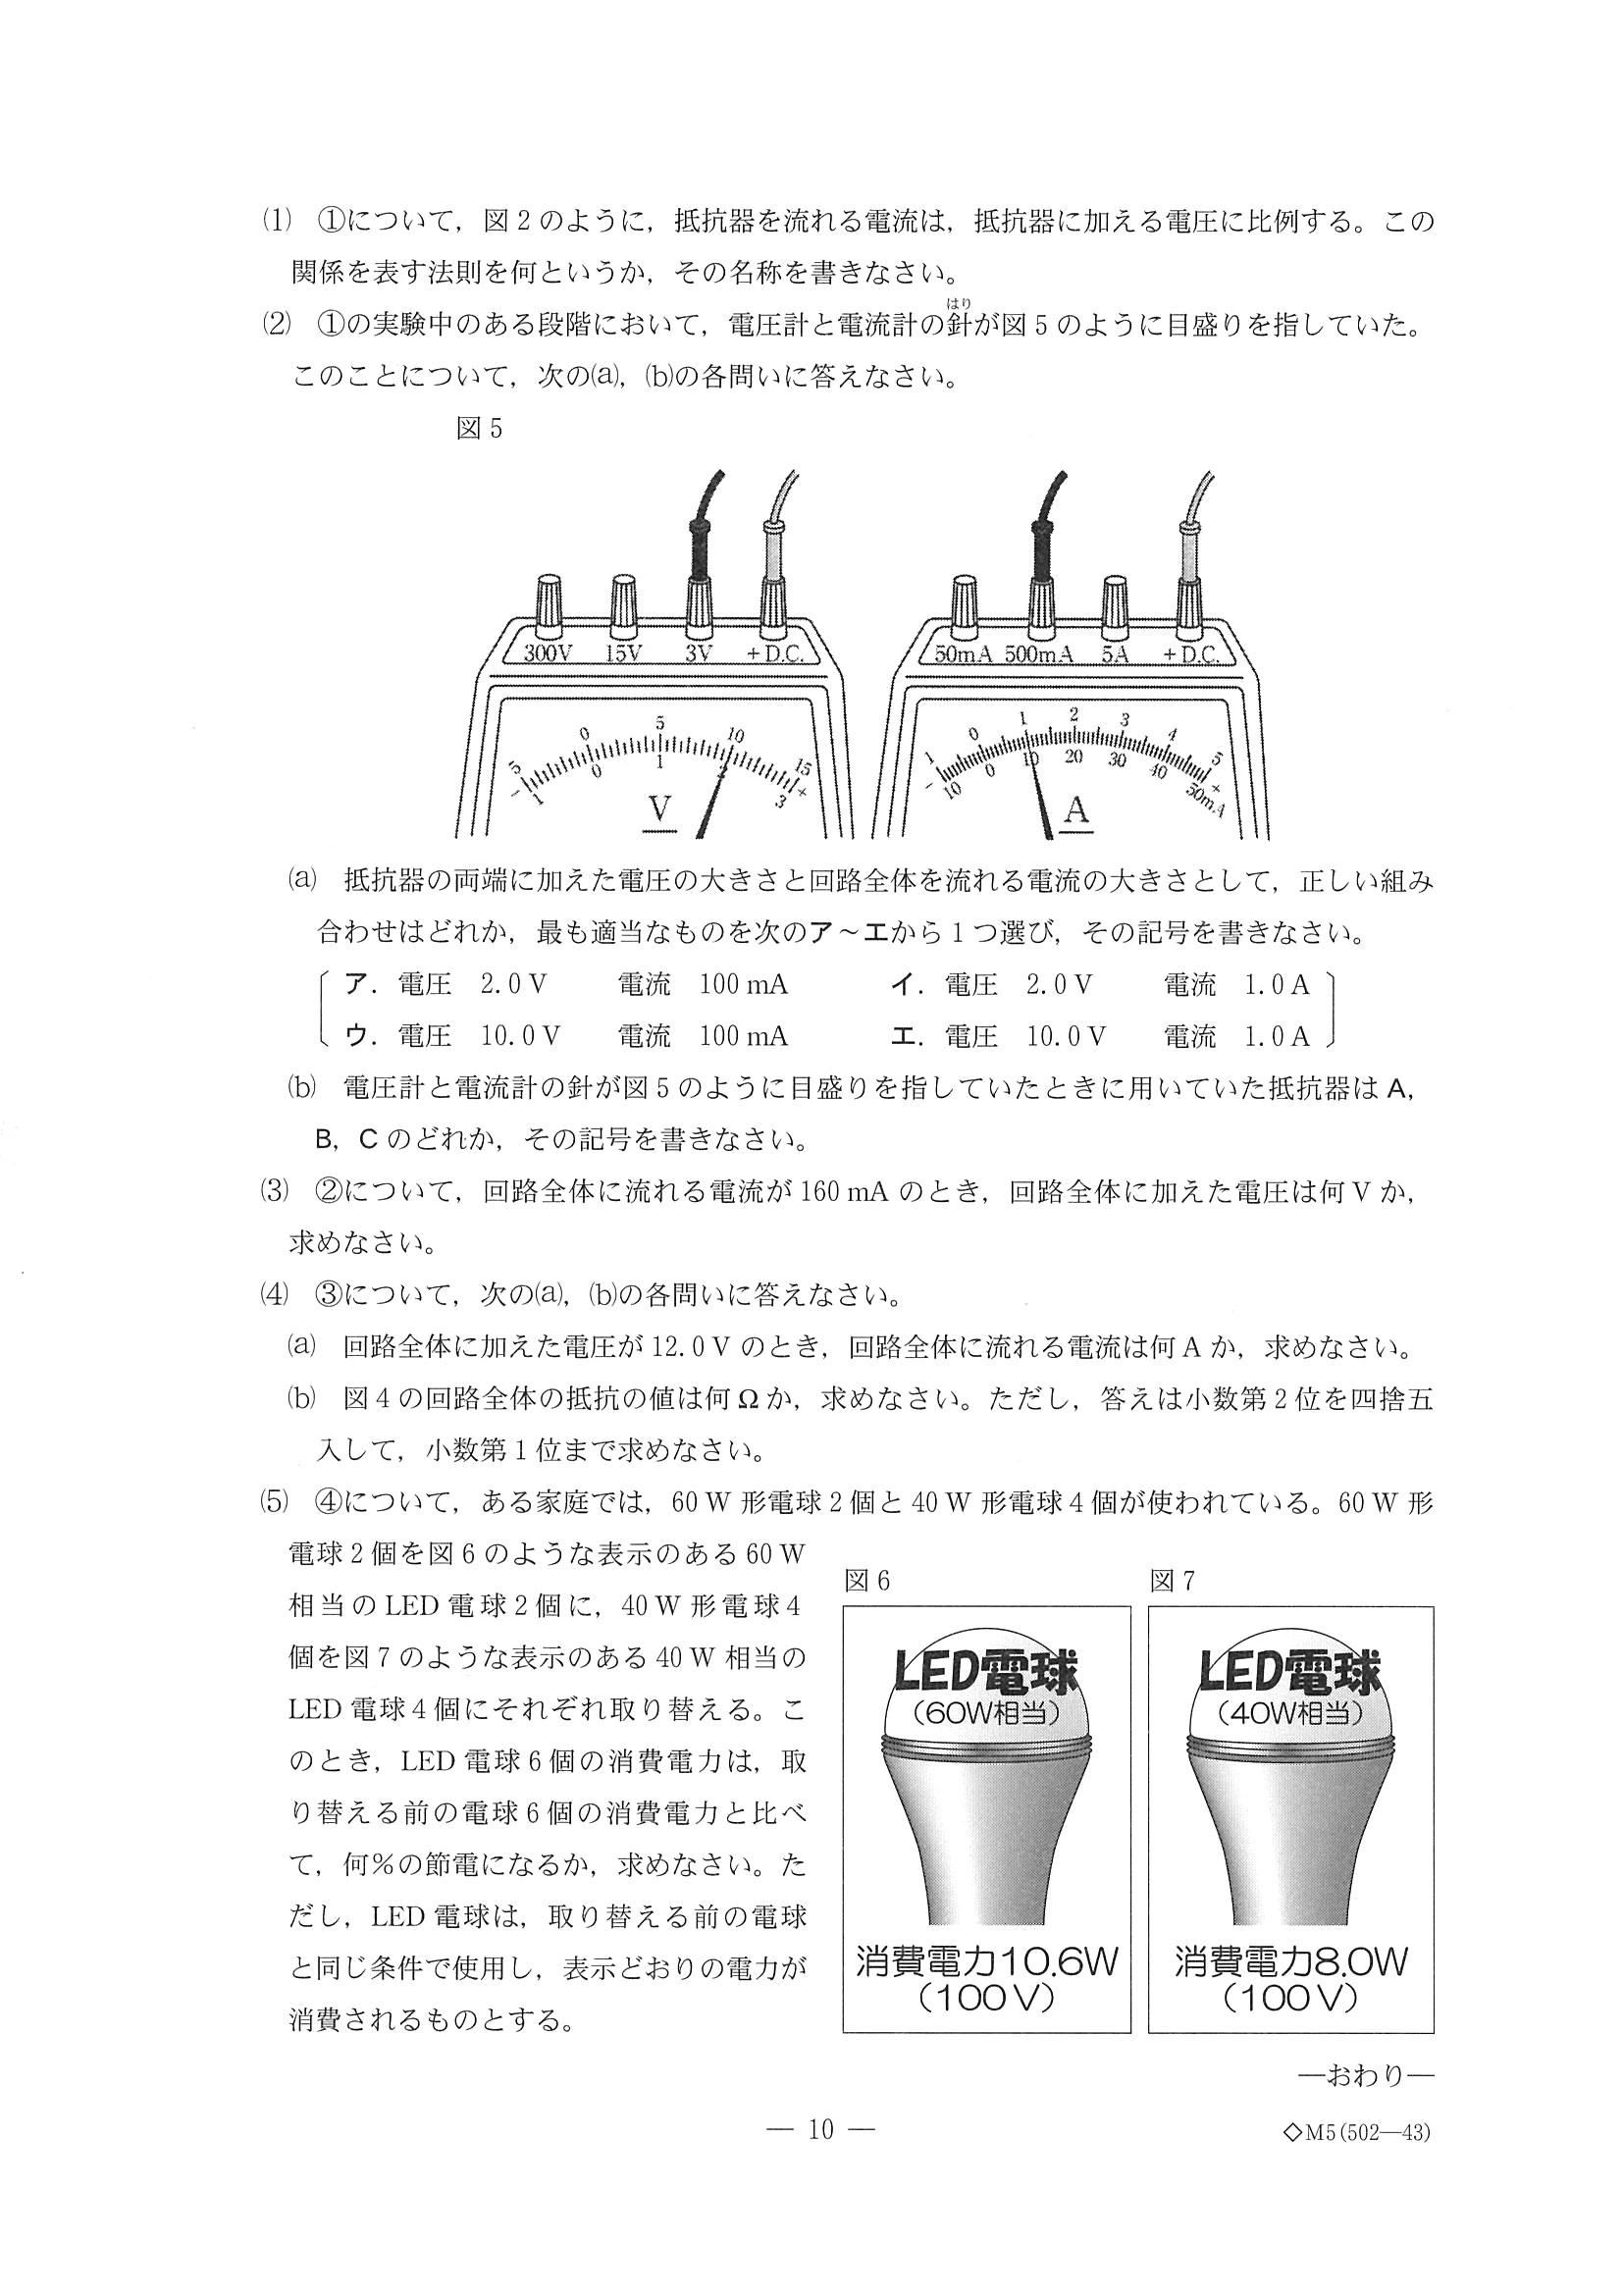 ⑴ ①について，図2のように，抵抗器を流れる電流は，抵抗器に加える電圧に比例する。この
関係を表す法則を何というか，その名称を書きなさい。
はり
⑵ ①の実験中のある段階において，電圧計と電流計の針が図5のように目盛りを指していた。
このことについて，次の⒜，⒝の各問いに答えなさい。
図5
300V 15V 3V +D.C.
50mA 500mA 5A +D.C.
5 0 5 10 15
− 1 0 1 2 3 +
V
1 0 1 2 3 4 5
− 10 0 10 20 30 40 50mA +
A
⒜ 抵抗器の両端に加えた電圧の大きさと回路全体を流れる電流の大きさとして，正しい組み
合わせはどれか，最も適当なものを次のア～エから1つ選び，その記号を書きなさい。
ア．電圧 2.0V 電流 100mA イ．電圧 2.0V 電流 1.0A
ウ．電圧 10.0V 電流 100mA エ．電圧 10.0V 電流 1.0A
⒝ 電圧計と電流計の針が図5のように目盛りを指していたときに用いていた抵抗器はA，
B，Cのどれか，その記号を書きなさい。
⑶ ②について，回路全体に流れる電流が160mAのとき，回路全体に加えた電圧は何Vか，
求めなさい。
⑷ ③について，次の⒜，⒝の各問いに答えなさい。
⒜ 回路全体に加えた電圧が12.0Vのとき，回路全体に流れる電流は何Aか，求めなさい。
⒝ 図4の回路全体の抵抗の値は何Ωか，求めなさい。ただし，答えは小数第2位を四捨五
入して，小数第1位まで求めなさい。
⑸ ④について，ある家庭では，60W形電球2個と40W形電球4個が使われている。60W形
電球2個を図6のような表示のある60W
相当のLED電球2個に，40W形電球4
個を図7のような表示のある40W相当の
LED電球4個にそれぞれ取り替える。こ
のとき，LED電球6個の消費電力は，取
り替える前の電球6個の消費電力と比べ
て，何％の節電になるか，求めなさい。た
だし，LED電球は，取り替える前の電球
と同じ条件で使用し，表示どおりの電力が
消費されるものとする。
図6
LED電球
（60W相当）
消費電力10.6W
（100V）
図7
LED電球
（40W相当）
消費電力8.0W
（100V）
―おわり―
― 10 ―
◇M5(502―43)